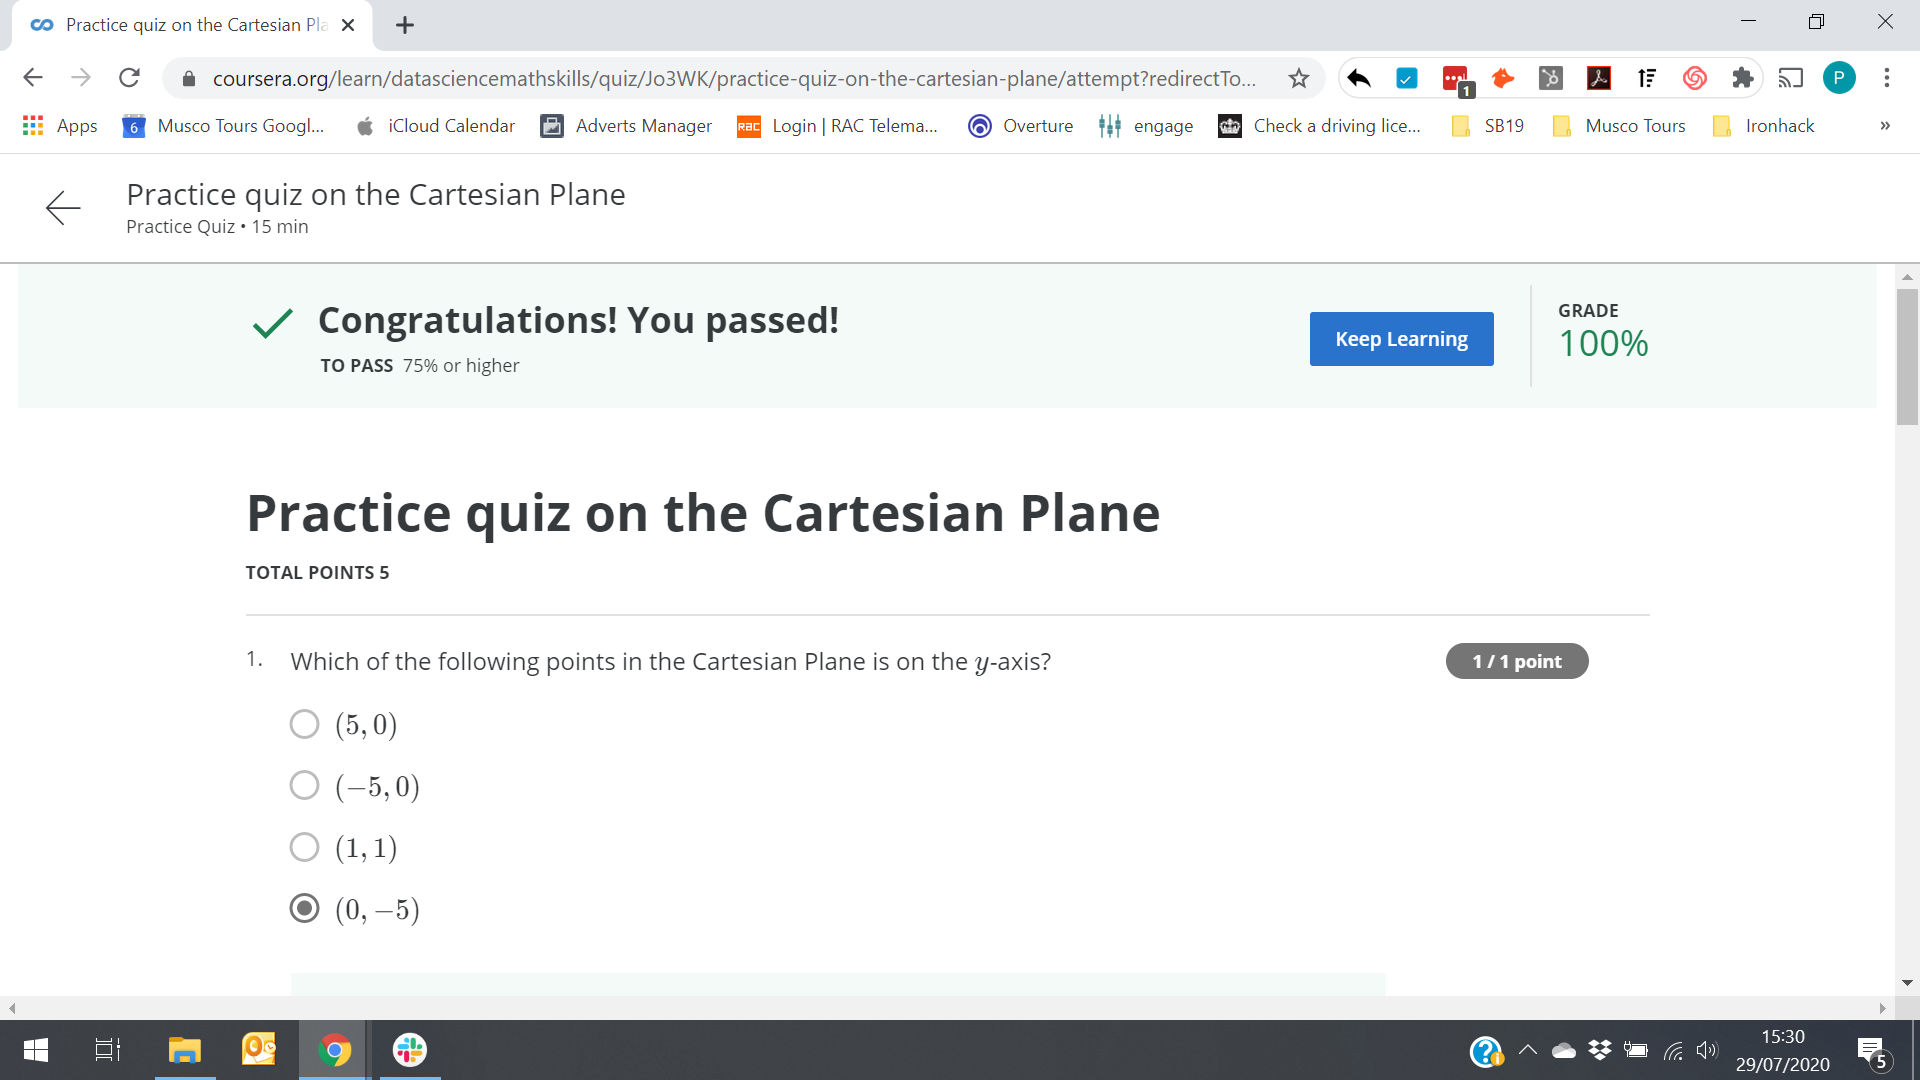 Practice quiz on the Cartesian Pla
coursera.org/learn/datasciencemathskills/quiz/Jo3WK/practice-quiz-on-the-cartesian-plane/attempt?redirectTo...
1
P
Apps
6
Musco Tours Googl...
iCloud Calendar
Adverts Manager
RAC
Login | RAC Telema...
Overture
engage
Check a driving lice...
SB19
Musco Tours
Ironhack
»
Practice quiz on the Cartesian Plane
Practice Quiz • 15 min
Congratulations! You passed!
TO PASS 75% or higher
Keep Learning
GRADE
100%
Practice quiz on the Cartesian Plane
TOTAL POINTS 5
1. Which of the following points in the Cartesian Plane is on the y-axis?
1 / 1 point
(5, 0)
(−5, 0)
(1, 1)
(0, −5)
15:30
29/07/2020
5